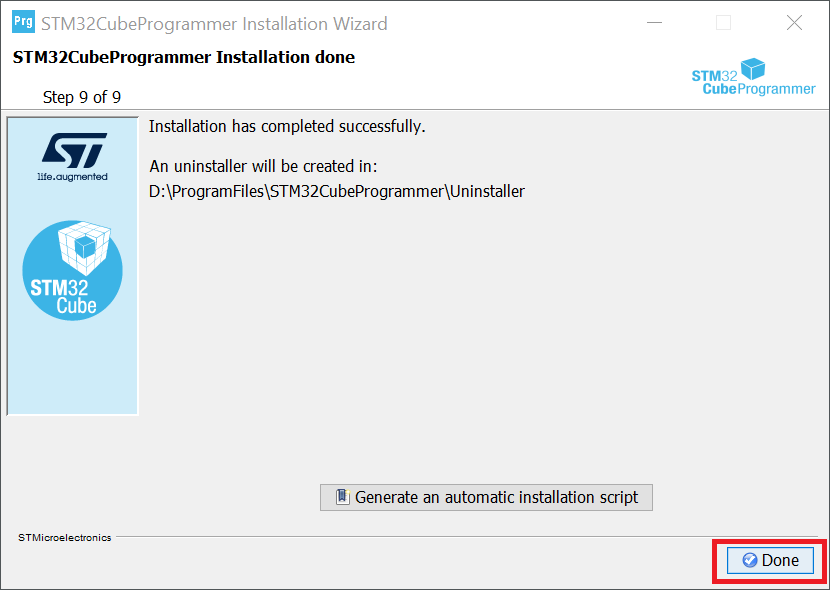 Prg STM32CubeProgrammer Installation Wizard
STM32CubeProgrammer Installation done
Step 9 of 9
STM32
CubeProgrammer
ST
life.augmented
STM32
Cube
Installation has completed successfully.
An uninstaller will be created in:
D:\ProgramFiles\STM32CubeProgrammer\Uninstaller
Generate an automatic installation script
STMicroelectronics
Done